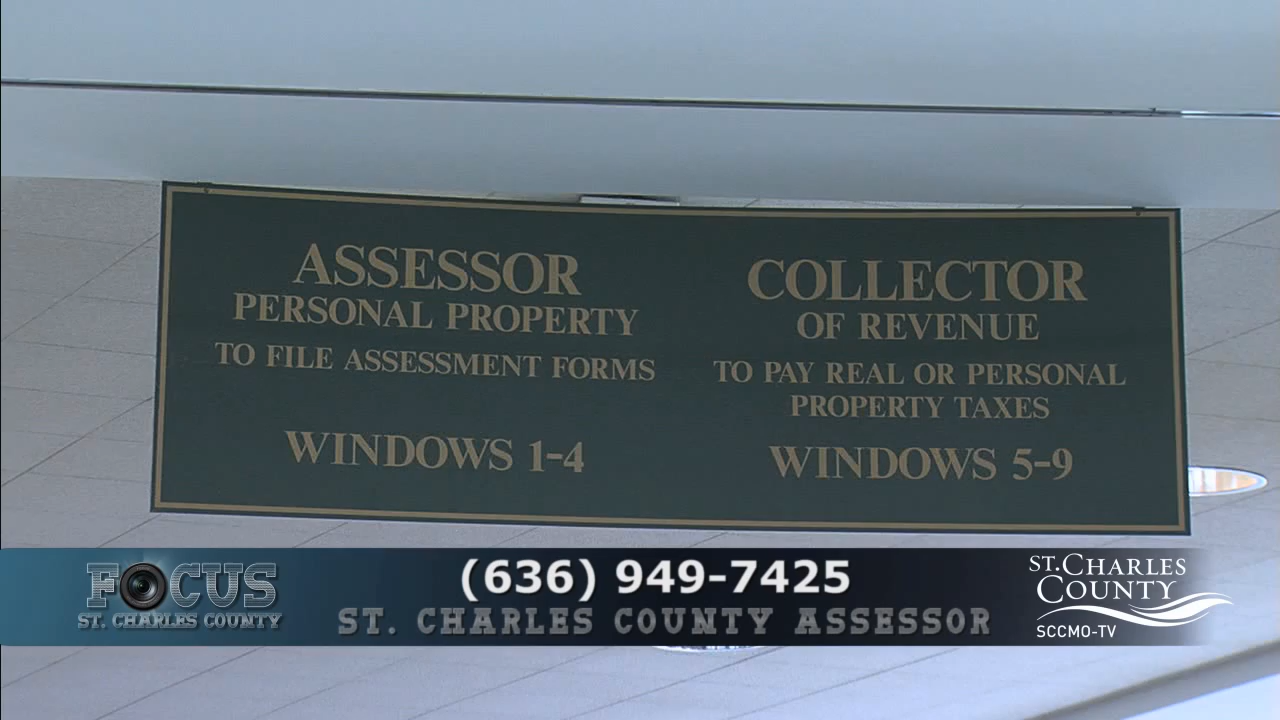 ASSESSOR
PERSONAL PROPERTY
TO FILE ASSESSMENT FORMS
WINDOWS 1-4
COLLECTOR
OF REVENUE
TO PAY REAL OR PERSONAL
PROPERTY TAXES
WINDOWS 5-9
FOCUS
ST. CHARLES COUNTY
(636) 949-7425
ST. CHARLES COUNTY ASSESSOR
ST. CHARLES
COUNTY
SCCMO-TV